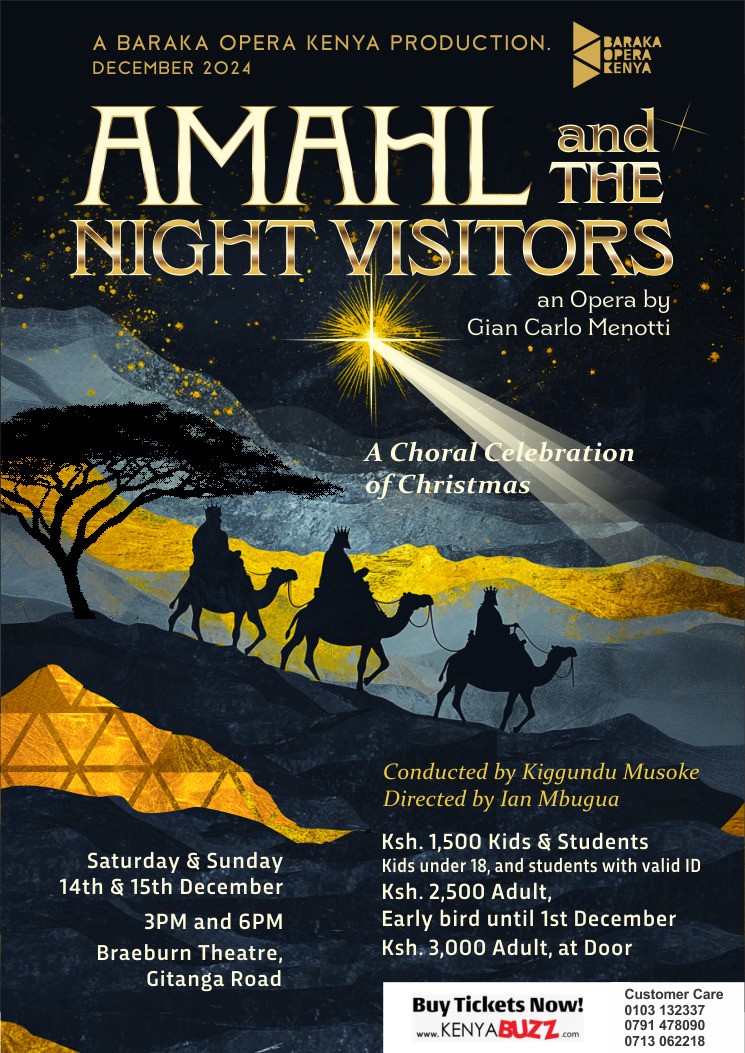 A BARAKA OPERA KENYA PRODUCTION.
DECEMBER 2024
BARAKA
OPERA
KENYA
AMAHL and
THE
NIGHT VISITORS
an Opera by
Gian Carlo Menotti
A Choral Celebration
of Christmas
Conducted by Kiggundu Musoke
Directed by Ian Mbugua
Saturday & Sunday
14th & 15th December
3PM and 6PM
Braeburn Theatre,
Gitanga Road
Ksh. 1,500 Kids & Students
Kids under 18, and students with valid ID
Ksh. 2,500 Adult,
Early bird until 1st December
Ksh. 3,000 Adult, at Door
Buy Tickets Now!
www.KENYABUZZ.com
Customer Care
0103 132337
0791 478090
0713 062218